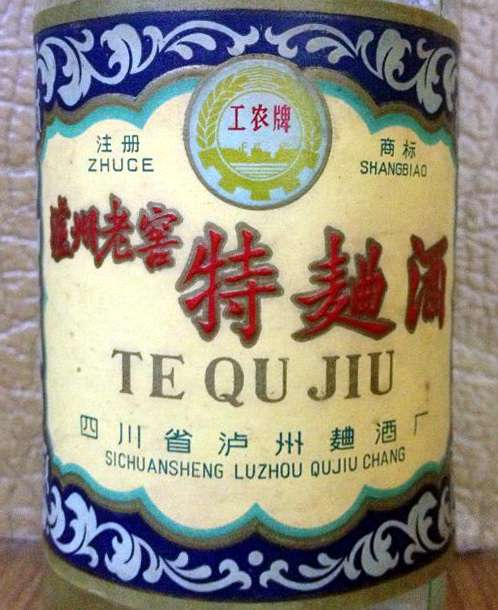 工农牌
注册
ZHUCE
商标
SHANGBIAO
泸州老窖
特麯酒
TE QU JIU
四川省泸州麯酒厂
SICHUANSHENG LUZHOU QUJIU CHANG